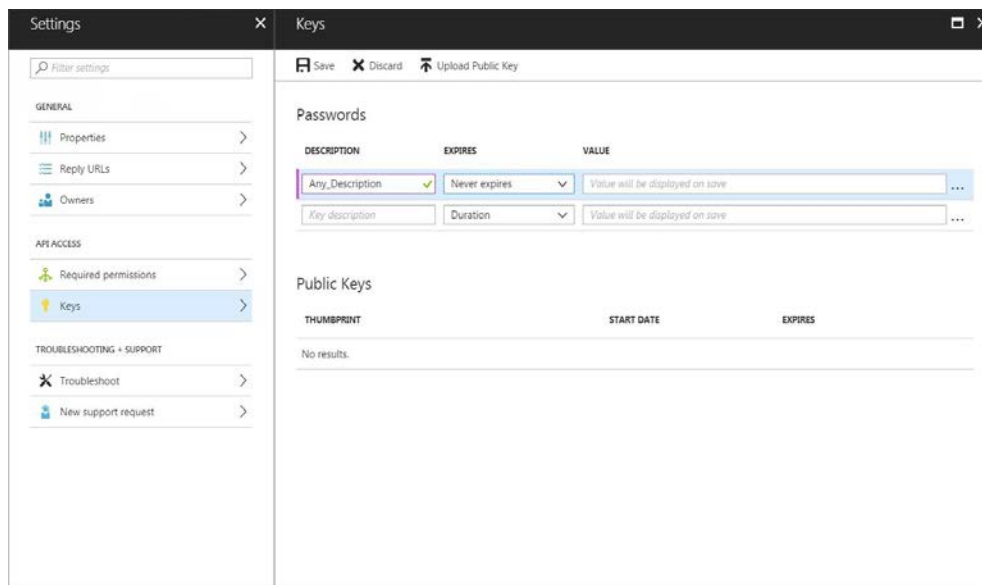 Settings
Filter settings
GENERAL
Properties
Reply URLs
Owners
API ACCESS
Required permissions
Keys
TROUBLESHOOTING + SUPPORT
Troubleshoot
New support request
Keys
Save Discard Upload Public Key
Passwords
DESCRIPTION EXPIRES VALUE
Any_Description Never expires Value will be displayed on save ...
Key description Duration Value will be displayed on save ...
Public Keys
THUMBPRINT START DATE EXPIRES
No results.